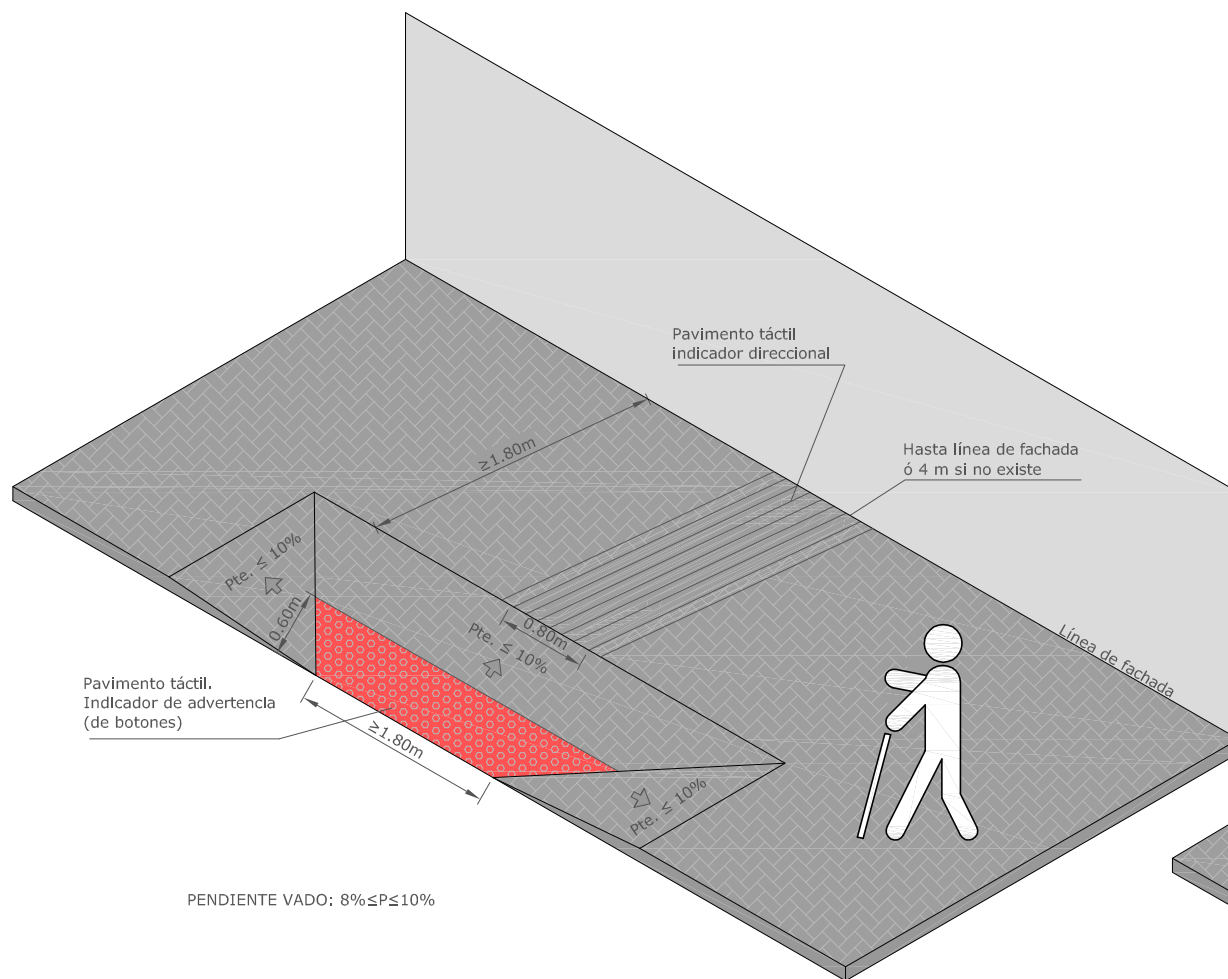 Pavimento táctil
indicador direccional
Hasta línea de fachada
ó 4 m si no existe
≥1.80m
Pte. ≤ 10%
0.60m
0.80m
Pte. ≤ 10%
Línea de fachada
Pavimento táctil.
Indicador de advertencia
(de botones)
≥1.80m
Pte. ≤ 10%
PENDIENTE VADO: 8%≤P≤10%